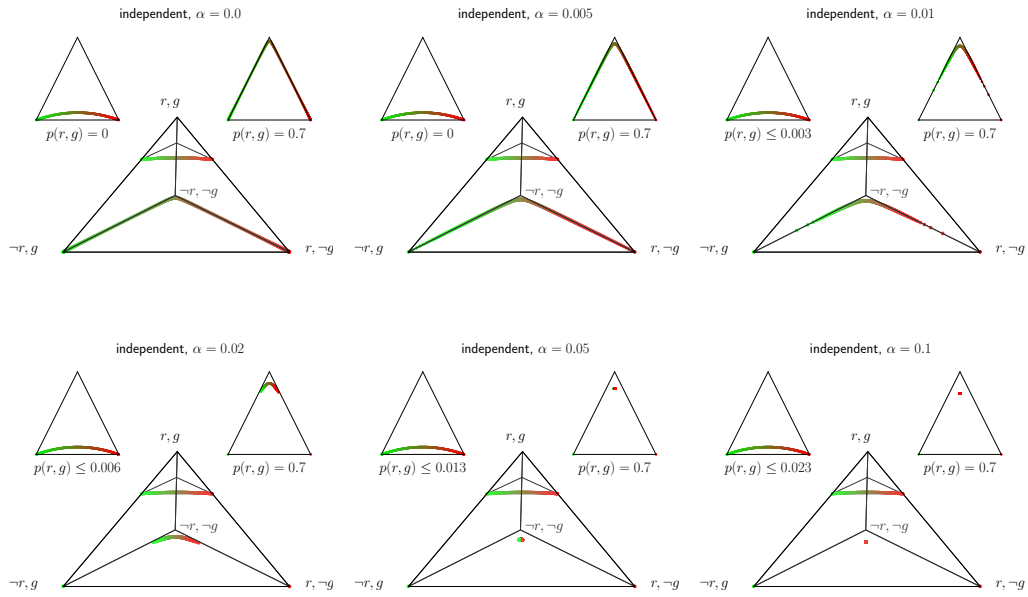 independent, α = 0.0
r, g
p(r, g) = 0
p(r, g) = 0.7
¬r, ¬g
¬r, g
r, ¬g
independent, α = 0.005
r, g
p(r, g) = 0
p(r, g) = 0.7
¬r, ¬g
¬r, g
r, ¬g
independent, α = 0.01
r, g
p(r, g) ≤ 0.003
p(r, g) = 0.7
¬r, ¬g
¬r, g
r, ¬g
independent, α = 0.02
r, g
p(r, g) ≤ 0.006
p(r, g) = 0.7
¬r, ¬g
¬r, g
r, ¬g
independent, α = 0.05
r, g
p(r, g) ≤ 0.013
p(r, g) = 0.7
¬r, ¬g
¬r, g
r, ¬g
independent, α = 0.1
r, g
p(r, g) ≤ 0.023
p(r, g) = 0.7
¬r, ¬g
¬r, g
r, ¬g